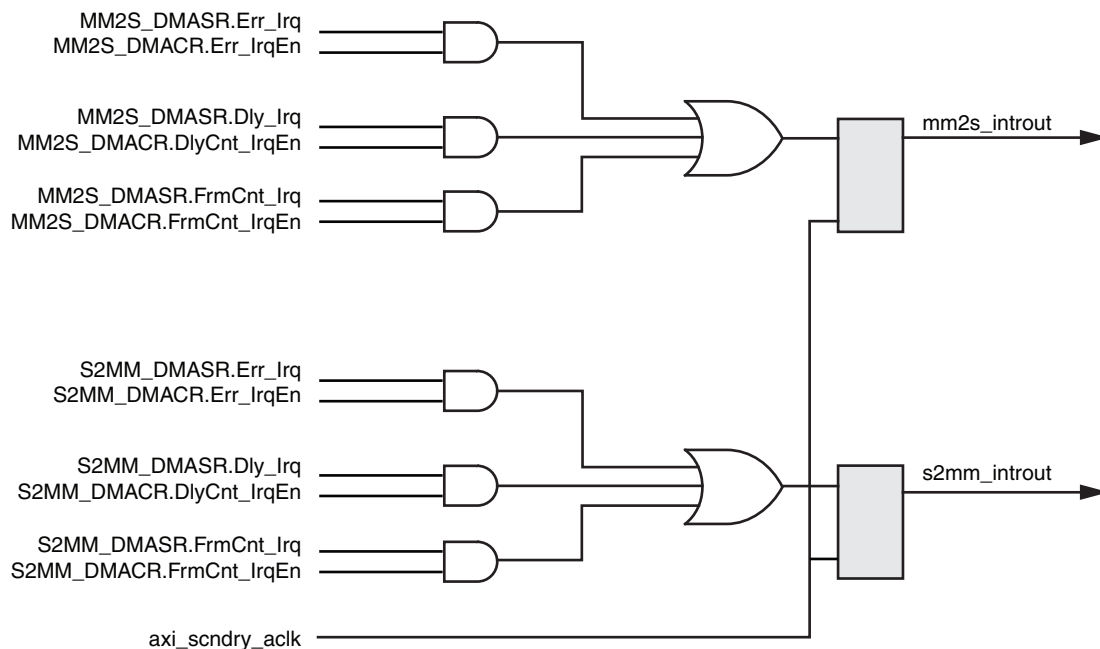 MM2S_DMASR.Err_Irq
MM2S_DMACR.Err_IrqEn
MM2S_DMASR.Dly_Irq
MM2S_DMACR.DlyCnt_IrqEn
mm2s_introut
MM2S_DMASR.FrmCnt_Irq
MM2S_DMACR.FrmCnt_IrqEn
S2MM_DMASR.Err_Irq
S2MM_DMACR.Err_IrqEn
S2MM_DMASR.Dly_Irq
S2MM_DMACR.DlyCnt_IrqEn
s2mm_introut
S2MM_DMASR.FrmCnt_Irq
S2MM_DMACR.FrmCnt_IrqEn
axi_scndry_aclk